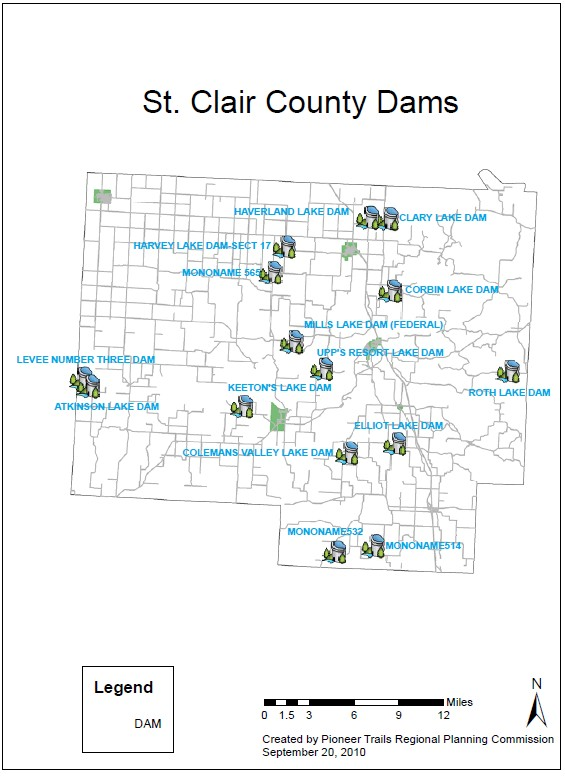 St. Clair County Dams
HAVERLAND LAKE DAM
CLARY LAKE DAM
HARVEY LAKE DAM-SECT 17
MONONAME 565
CORBIN LAKE DAM
MILLS LAKE DAM (FEDERAL)
UPP'S RESORT LAKE DAM
LEVEE NUMBER THREE DAM
KEETON'S LAKE DAM
ROTH LAKE DAM
ATKINSON LAKE DAM
ELLIOT LAKE DAM
COLEMANS VALLEY LAKE DAM
MONONAME532
MONONAME514
Legend
DAM
N
Miles
0 1.5 3 6 9 12
Created by Pioneer Trails Regional Planning Commission
September 20, 2010